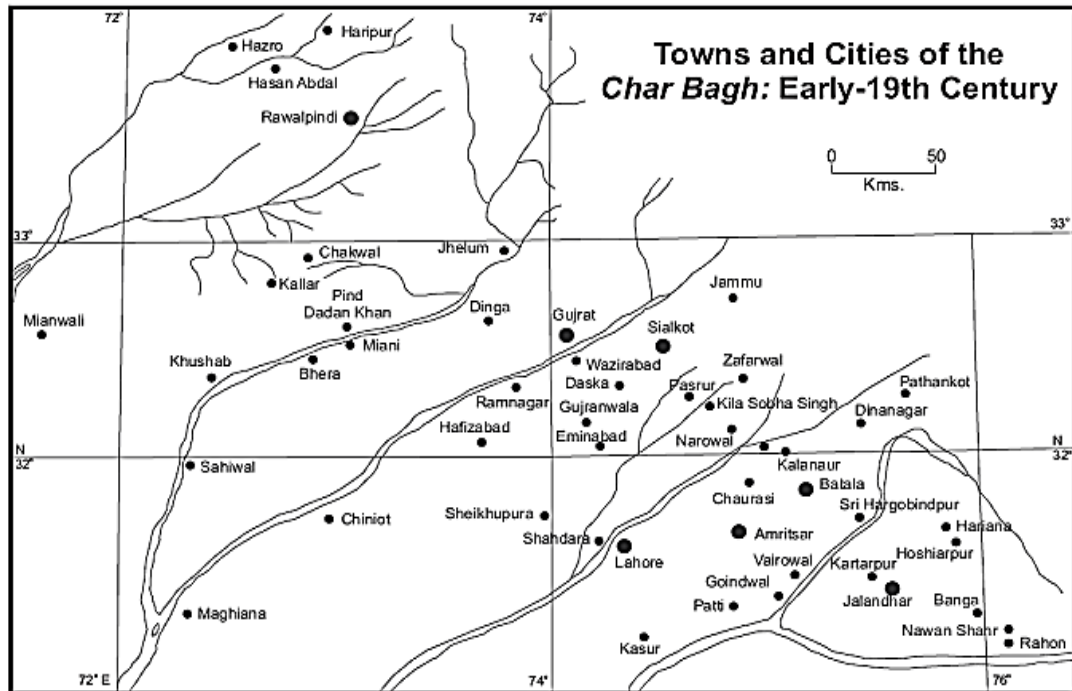 72°
74°
Haripur
Hazro
Hasan Abdal
Towns and Cities of the
Char Bagh: Early-19th Century
Rawalpindi
0 50
Kms.
33°
33°
Jhelum
Chakwal
Kallar
Jammu
Pind
Dadan Khan
Dinga
Gujrat
Sialkot
Mianwali
Miani
Khushab
Bhera
Wazirabad
Zafarwal
Daska
Pasrur
Pathankot
Ramnagar
Kila Sobha Singh
Gujranwala
Dinanagar
Hafizabad
Eminabad
Narowal
N
32°
N
32°
Sahiwal
Kalanaur
Chaurasi
Batala
Sri Hargobindpur
Chiniot
Sheikhupura
Hariana
Shahdara
Amritsar
Hoshiarpur
Lahore
Vairowal
Kartarpur
Goindwal
Maghiana
Patti
Jalandhar
Banga
Nawan Shahr
Kasur
Rahon
72° E
74°
76°